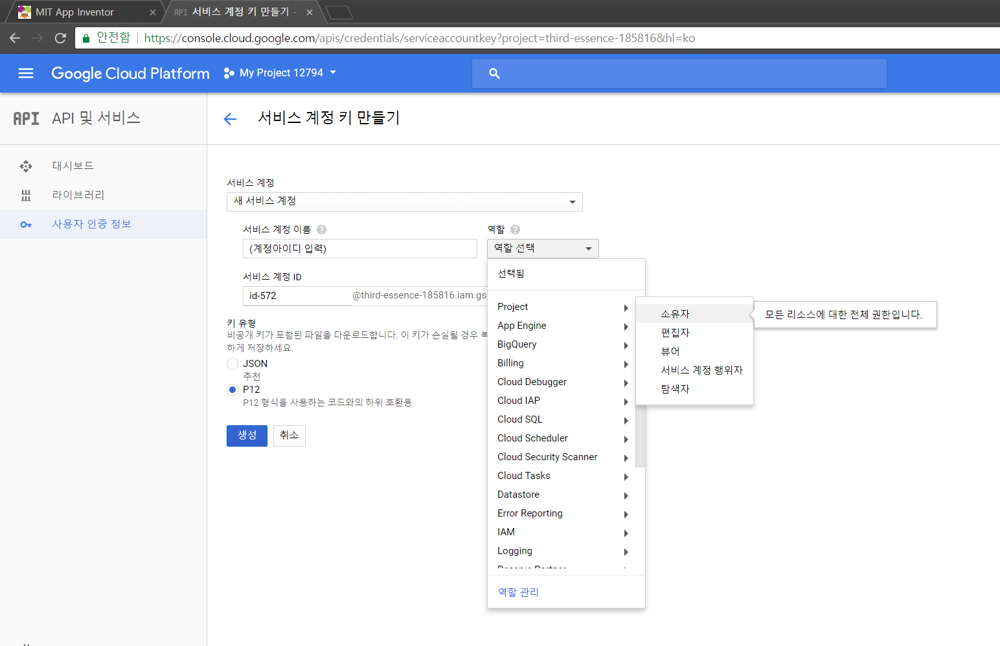 MIT App Inventor
API 서비스 계정 키 만들기 -
안전함
https://console.cloud.google.com/apis/credentials/serviceaccountkey?project=third-essence-185816&hl=ko
Google Cloud Platform
My Project 12794
API
API 및 서비스
서비스 계정 키 만들기
대시보드
라이브러리
사용자 인증 정보
서비스 계정
새 서비스 계정
서비스 계정 이름
(계정아이디 입력)
역할
역할 선택
서비스 계정 ID
id-572
@third-essence-185816.iam.gs
키 유형
비공개 키가 포함된 파일을 다운로드합니다. 이 키가 손실될 경우 복
하게 저장하세요.
JSON
추천
P12
P12 형식을 사용하는 코드와의 하위 호환용
생성
취소
선택됨
Project
App Engine
BigQuery
Billing
Cloud Debugger
Cloud IAP
Cloud SQL
Cloud Scheduler
Cloud Security Scanner
Cloud Tasks
Datastore
Error Reporting
IAM
Logging
역할 관리
소유자
편집자
뷰어
서비스 계정 행위자
탐색자
모든 리소스에 대한 전체 권한입니다.